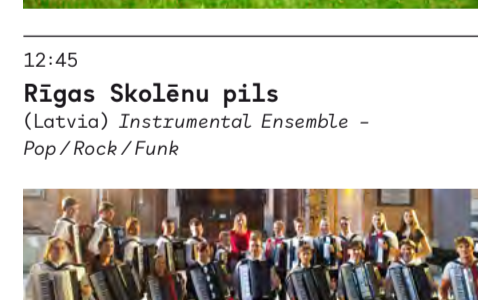 12:45
Rīgas Skolēnu pils
(Latvia) Instrumental Ensemble –
Pop/Rock/Funk